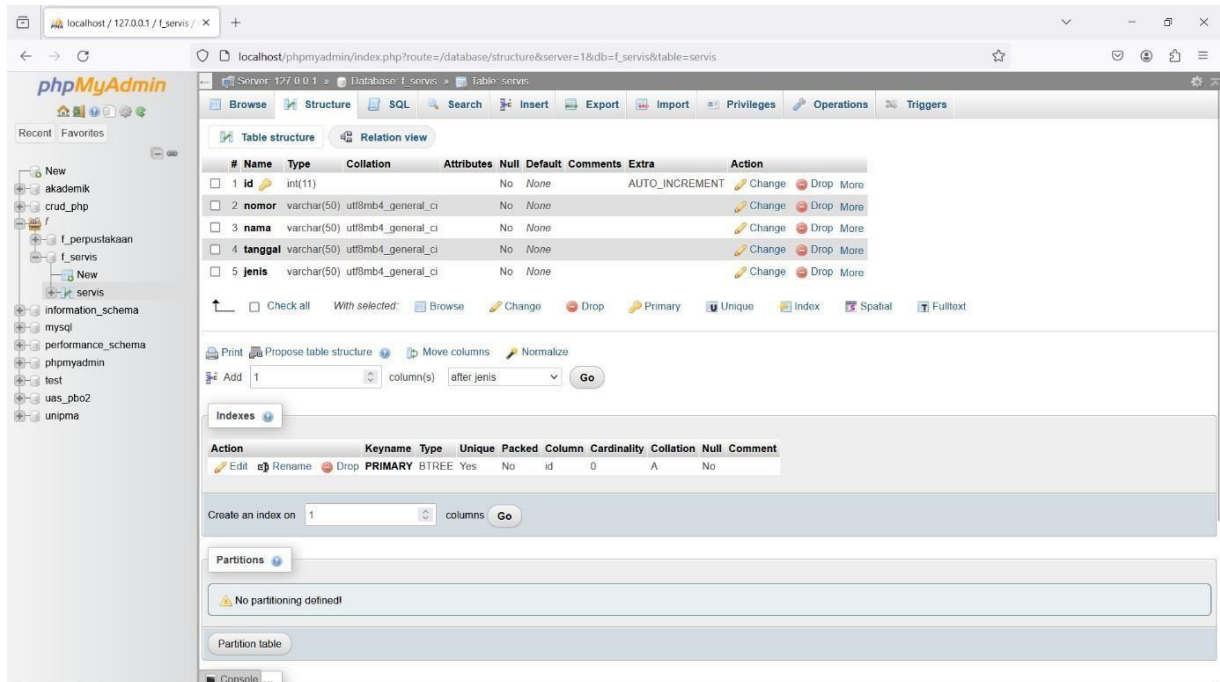 localhost / 127.0.0.1 / f_servis /
localhost/phpmyadmin/index.php?route=/database/structure&server=1&db=f_servis&table=servis
phpMyAdmin
Recent Favorites
New
akademik
crud_php
f
f_perpustakaan
f_servis
New
servis
information_schema
mysql
performance_schema
phpmyadmin
test
uas_pbo2
unipma
Server: 127.0.0.1 » Database: f_servis » Table: servis
Browse Structure SQL Search Insert Export Import Privileges Operations Triggers
Table structure Relation view
# Name Type Collation Attributes Null Default Comments Extra Action
1 id int(11) No None AUTO_INCREMENT Change Drop More
2 nomor varchar(50) utf8mb4_general_ci No None Change Drop More
3 nama varchar(50) utf8mb4_general_ci No None Change Drop More
4 tanggal varchar(50) utf8mb4_general_ci No None Change Drop More
5 jenis varchar(50) utf8mb4_general_ci No None Change Drop More
Check all With selected: Browse Change Drop Primary Unique Index Spatial Fulltext
Print Propose table structure Move columns Normalize
Add 1 column(s) after jenis Go
Indexes
Action Keyname Type Unique Packed Column Cardinality Collation Null Comment
Edit Rename Drop PRIMARY BTREE Yes No id 0 A No
Create an index on 1 columns Go
Partitions
No partitioning defined!
Partition table
Console